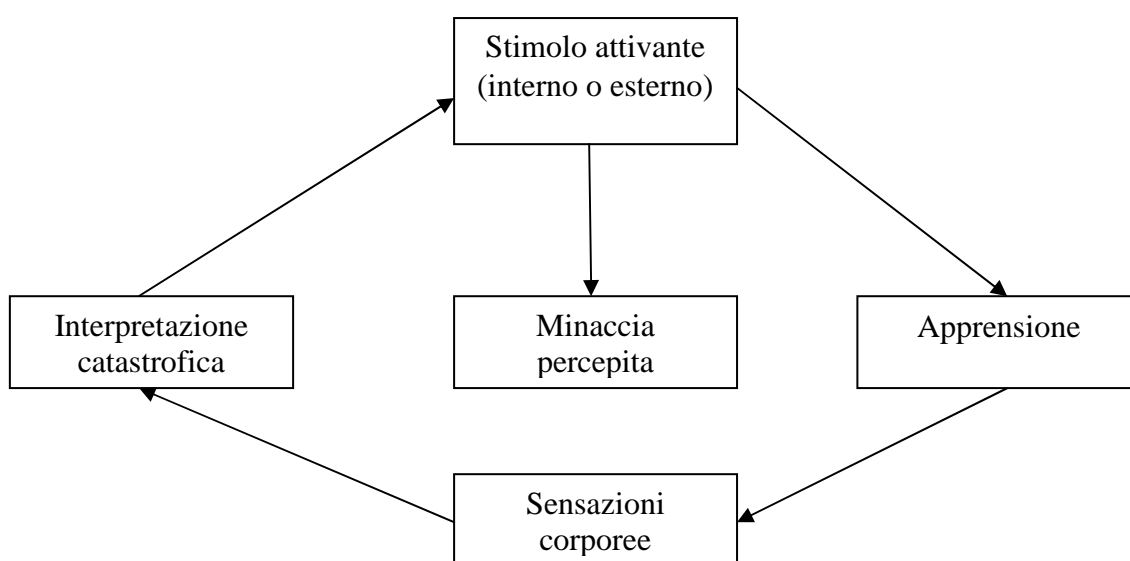 Stimolo attivante
(interno o esterno)
Interpretazione
catastrofica
Minaccia
percepita
Apprensione
Sensazioni
corporee